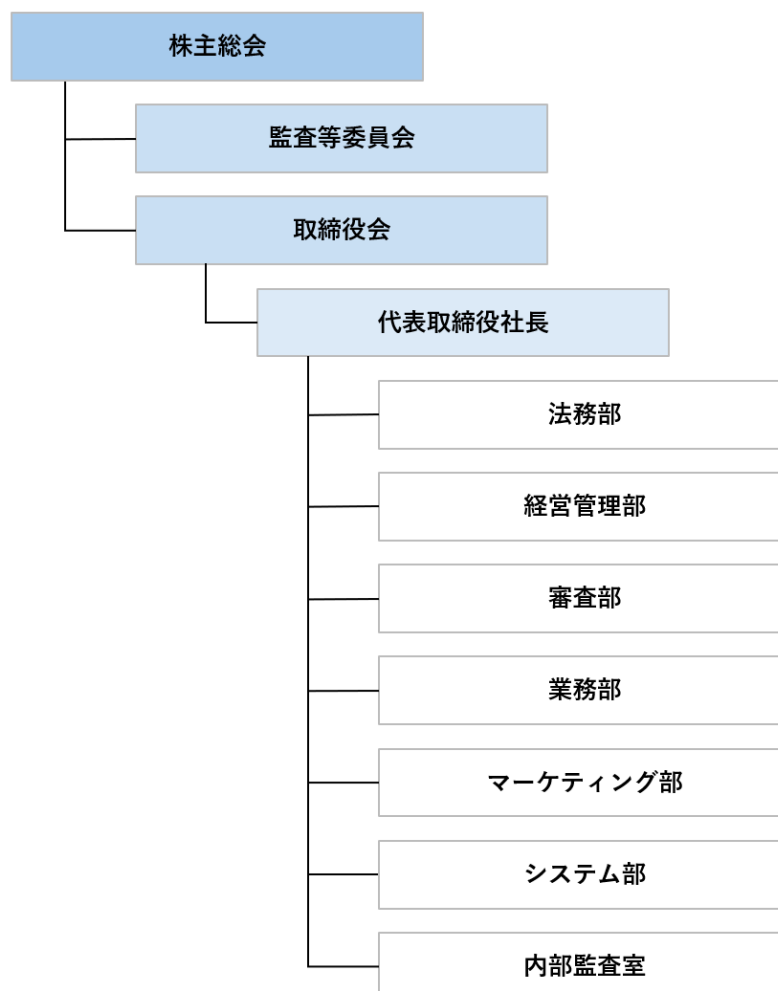 株主総会
監査等委員会
取締役会
代表取締役社長
法務部
経営管理部
審査部
業務部
マーケティング部
システム部
内部監査室